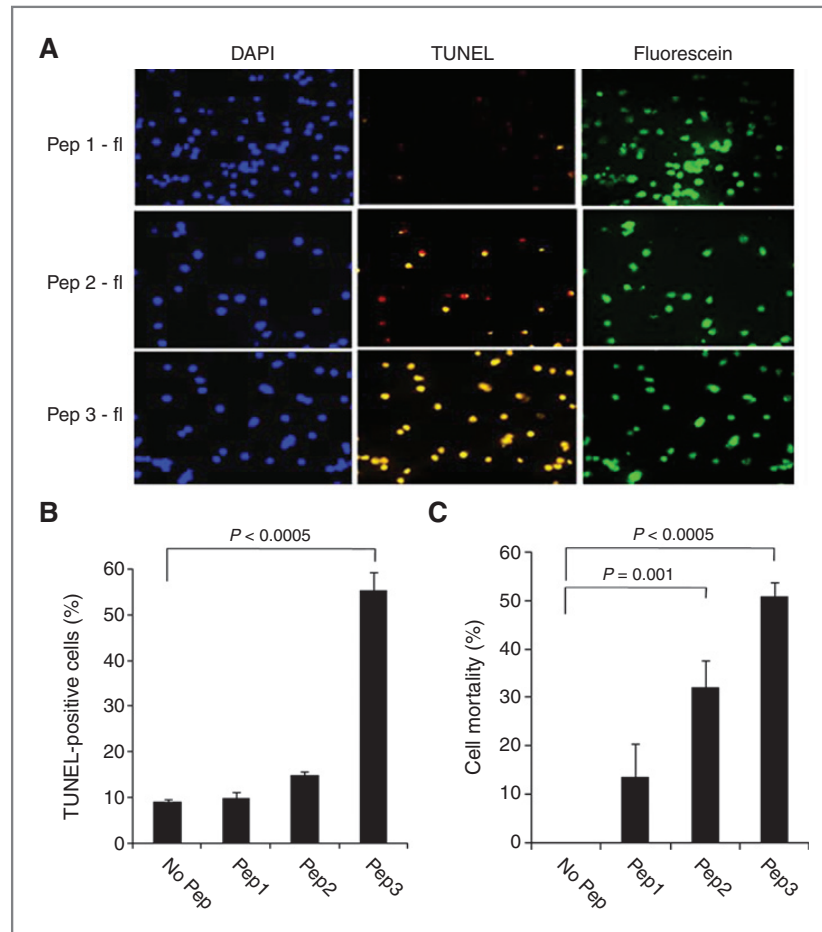 A
DAPI TUNEL Fluorescein
Pep 1 - fl
Pep 2 - fl
Pep 3 - fl
B
P < 0.0005
TUNEL-positive cells (%)
60
50
40
30
20
10
0
No Pep Pep1 Pep2 Pep3
C
P < 0.0005
P = 0.001
Cell mortality (%)
60
50
40
30
20
10
0
No Pep Pep1 Pep2 Pep3